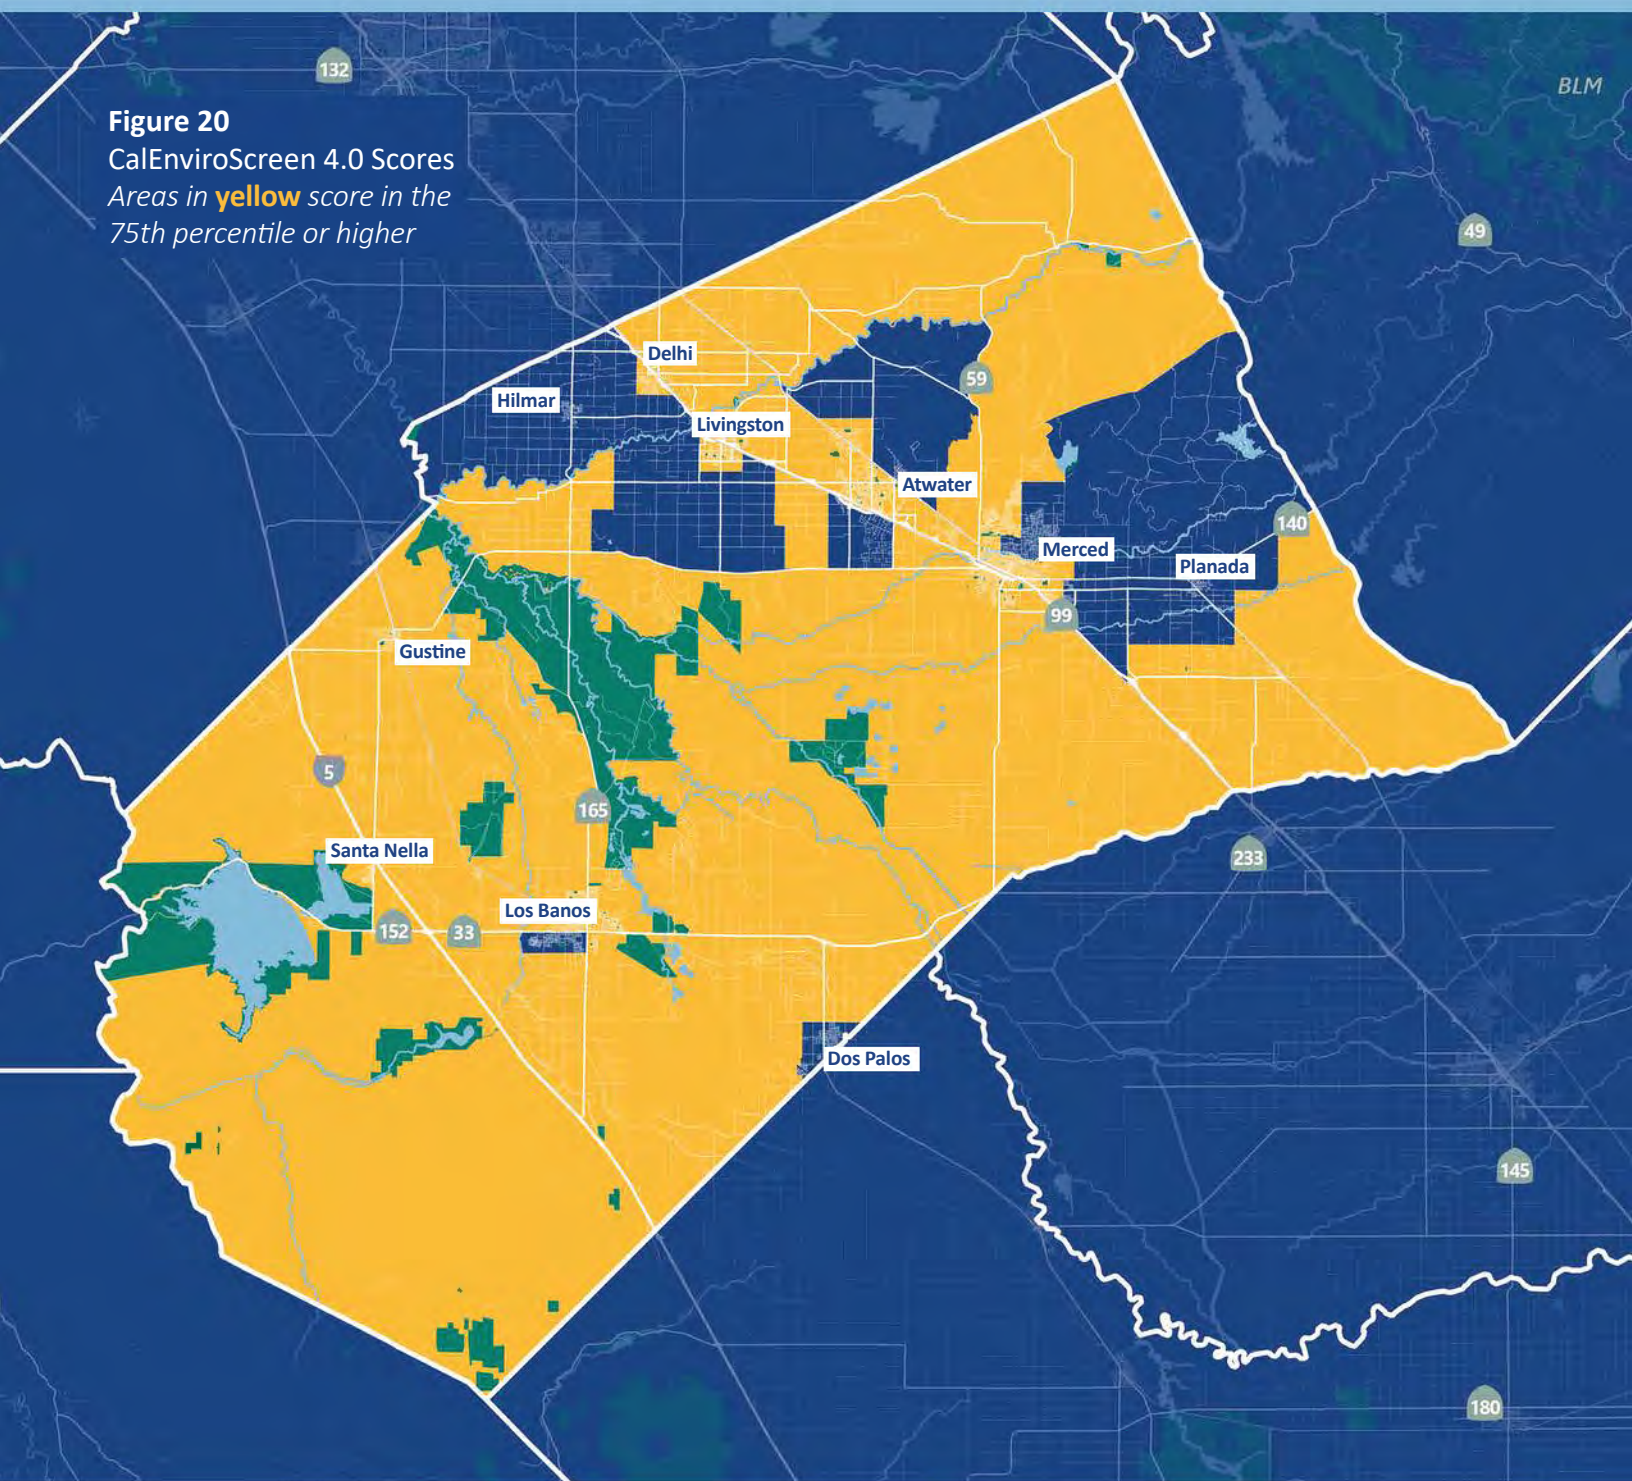 132
BLM
Figure 20
CalEnviroScreen 4.0 Scores
Areas in yellow score in the
75th percentile or higher
49
Delhi
59
Hilmar
Livingston
Atwater
140
Merced
Planada
99
Gustine
5
165
Santa Nella
233
Los Banos
152
33
Dos Palos
145
180